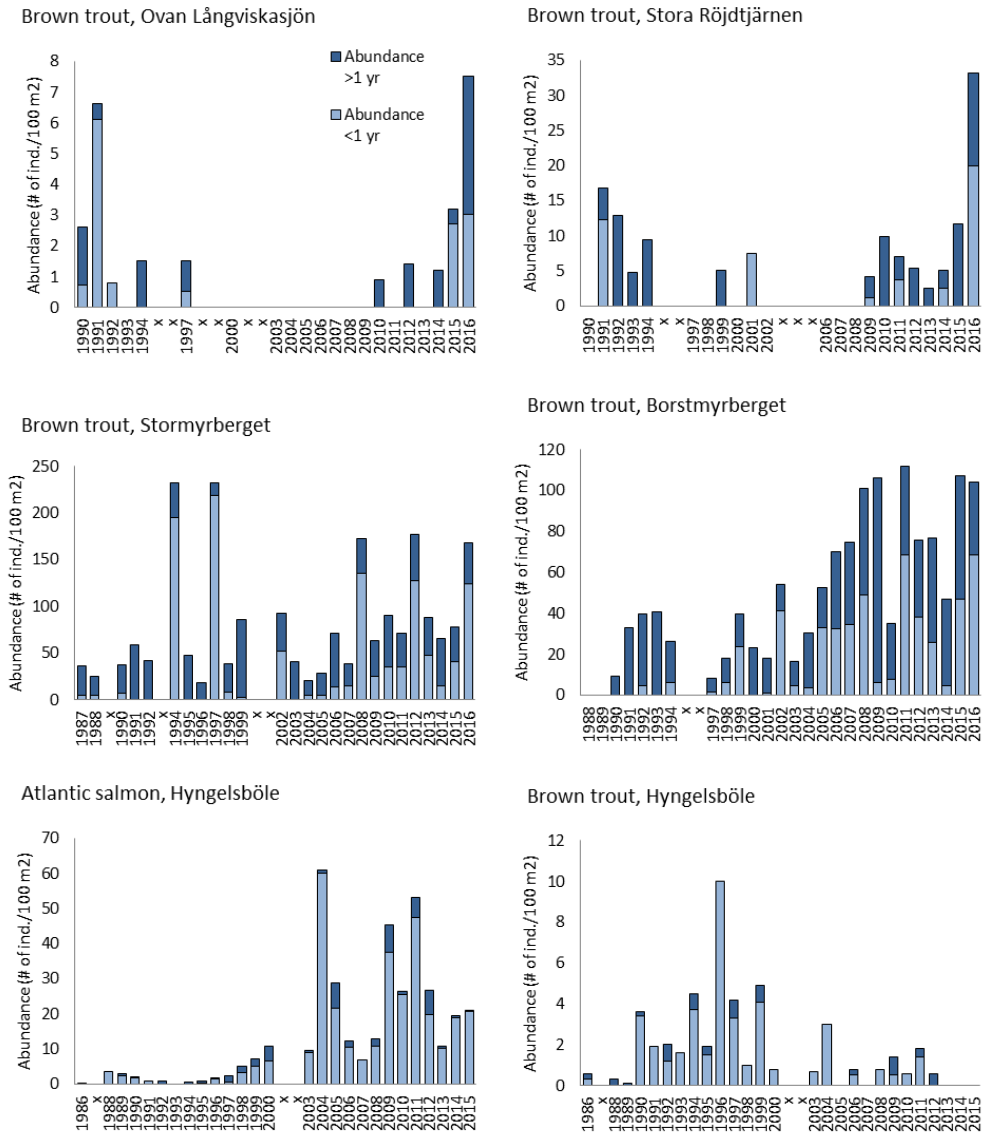 Brown trout, Ovan Långviskasjön
Abundance (# of ind./100 m2)
8
7
6
5
4
3
2
1
0
Abundance
>1 yr
Abundance
<1 yr
1990 1991 1992 1993 1994 x x 1997 x x 2000 x x 2003 2004 2005 2006 2007 2008 2009 2010 2011 2012 2013 2014 2015 2016
Brown trout, Stora Röjdtjärnen
Abundance (# of ind./100 m2)
35
30
25
20
15
10
5
0
1990 1991 1992 1993 1994 x x 1997 1998 1999 2000 2001 2002 x x x 2006 2007 2008 2009 2010 2011 2012 2013 2014 2015 2016
Brown trout, Stormyrberget
Abundance (# of ind./100 m2)
250
200
150
100
50
0
1987 1988 x 1990 1991 1992 x 1994 1995 1996 1997 1998 1999 x x 2002 2003 2004 2005 2006 2007 2008 2009 2010 2011 2012 2013 2014 2015 2016
Brown trout, Borstmyrberget
Abundance (# of ind./100 m2)
120
100
80
60
40
20
0
1988 1989 1990 1991 1992 1993 1994 x x 1997 1998 1999 2000 2001 2002 2003 2004 2005 2006 2007 2008 2009 2010 2011 2012 2013 2014 2015 2016
Atlantic salmon, Hyngelsböle
Abundance (# of ind./100 m2)
70
60
50
40
30
20
10
0
1986 x 1988 1989 1990 1991 1992 1993 1994 1995 1996 1997 1998 1999 2000 x x 2003 2004 2005 2006 2007 2008 2009 2010 2011 2012 2013 2014 2015
Brown trout, Hyngelsböle
Abundance (# of ind./100 m2)
12
10
8
6
4
2
0
1986 x 1988 1989 1990 1991 1992 1993 1994 1995 1996 1997 1998 1999 2000 x x 2003 2004 2005 2006 2007 2008 2009 2010 2011 2012 2013 2014 2015